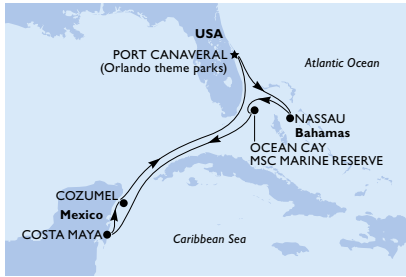 USA
PORT CANAVERAL
(Orlando theme parks)
Atlantic Ocean
NASSAU
Bahamas
OCEAN CAY
MSC MARINE RESERVE
COZUMEL
Mexico
COSTA MAYA
Caribbean Sea